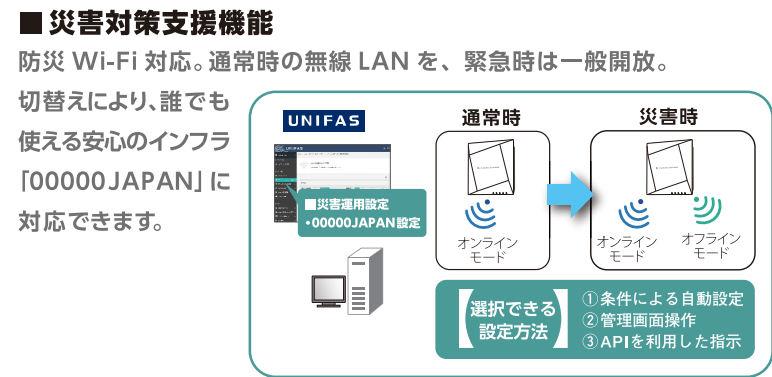 ■災害対策支援機能
防災 Wi-Fi 対応。通常時の無線 LAN を、緊急時は一般開放。
切替えにより、誰でも
使える安心のインフラ
「00000JAPAN」に
対応できます。
UNIFAS
UNIFAS
■災害運用設定
・00000JAPAN設定
通常時
オンライン
モード
災害時
オンライン
モード
オフライン
モード
【選択できる
設定方法】
①条件による自動設定
②管理画面操作
③APIを利用した指示